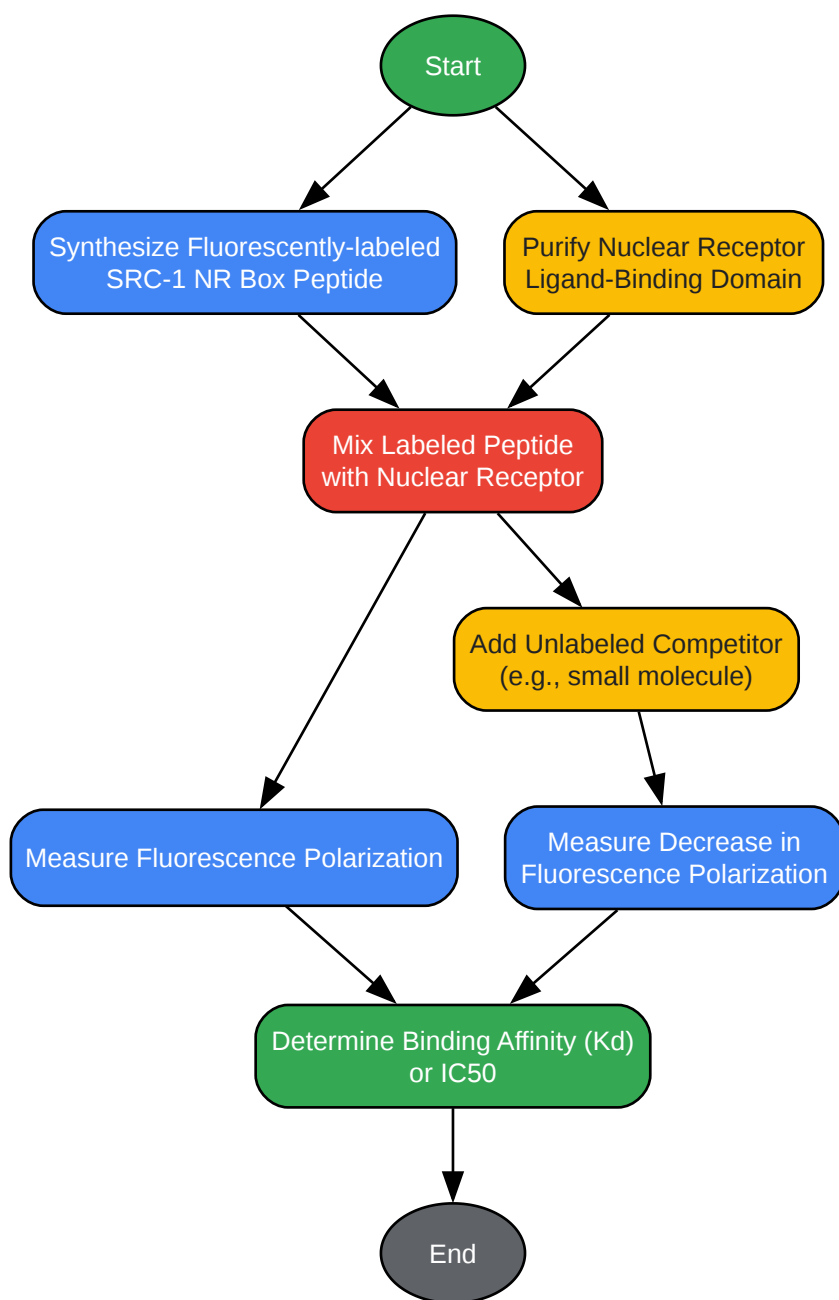 Start
Synthesize Fluorescently-labeled
SRC-1 NR Box Peptide
Purify Nuclear Receptor
Ligand-Binding Domain
Mix Labeled Peptide
with Nuclear Receptor
Add Unlabeled Competitor
(e.g., small molecule)
Measure Fluorescence Polarization
Measure Decrease in
Fluorescence Polarization
Determine Binding Affinity (Kd)
or IC50
End